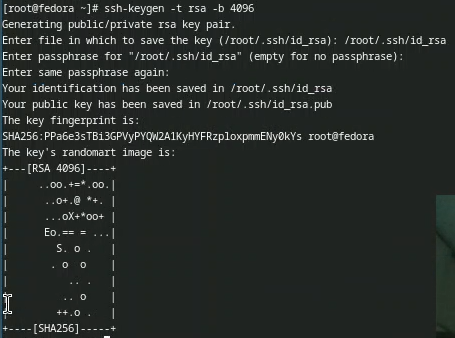 [root@fedora ~]# ssh-keygen -t rsa -b 4096
Generating public/private rsa key pair.
Enter file in which to save the key (/root/.ssh/id_rsa): /root/.ssh/id_rsa
Enter passphrase for "/root/.ssh/id_rsa" (empty for no passphrase):
Enter same passphrase again:
Your identification has been saved in /root/.ssh/id_rsa
Your public key has been saved in /root/.ssh/id_rsa.pub
The key fingerprint is:
SHA256:PPa6e3sTBi3GPVyPYQW2A1KyHYFRzploxpmmENy0kYs root@fedora
The key's randomart image is:
+---[RSA 4096]----+
|     ..oo.+=*.oo.|
|      ..o+.@ *+. |
|      ...oX+*oo+ |
|      Eo.== = ...|
|        S. o .   |
|       . o  o    |
|          .. .   |
|         .. o    |
|        ++.o .   |
+----[SHA256]-----+